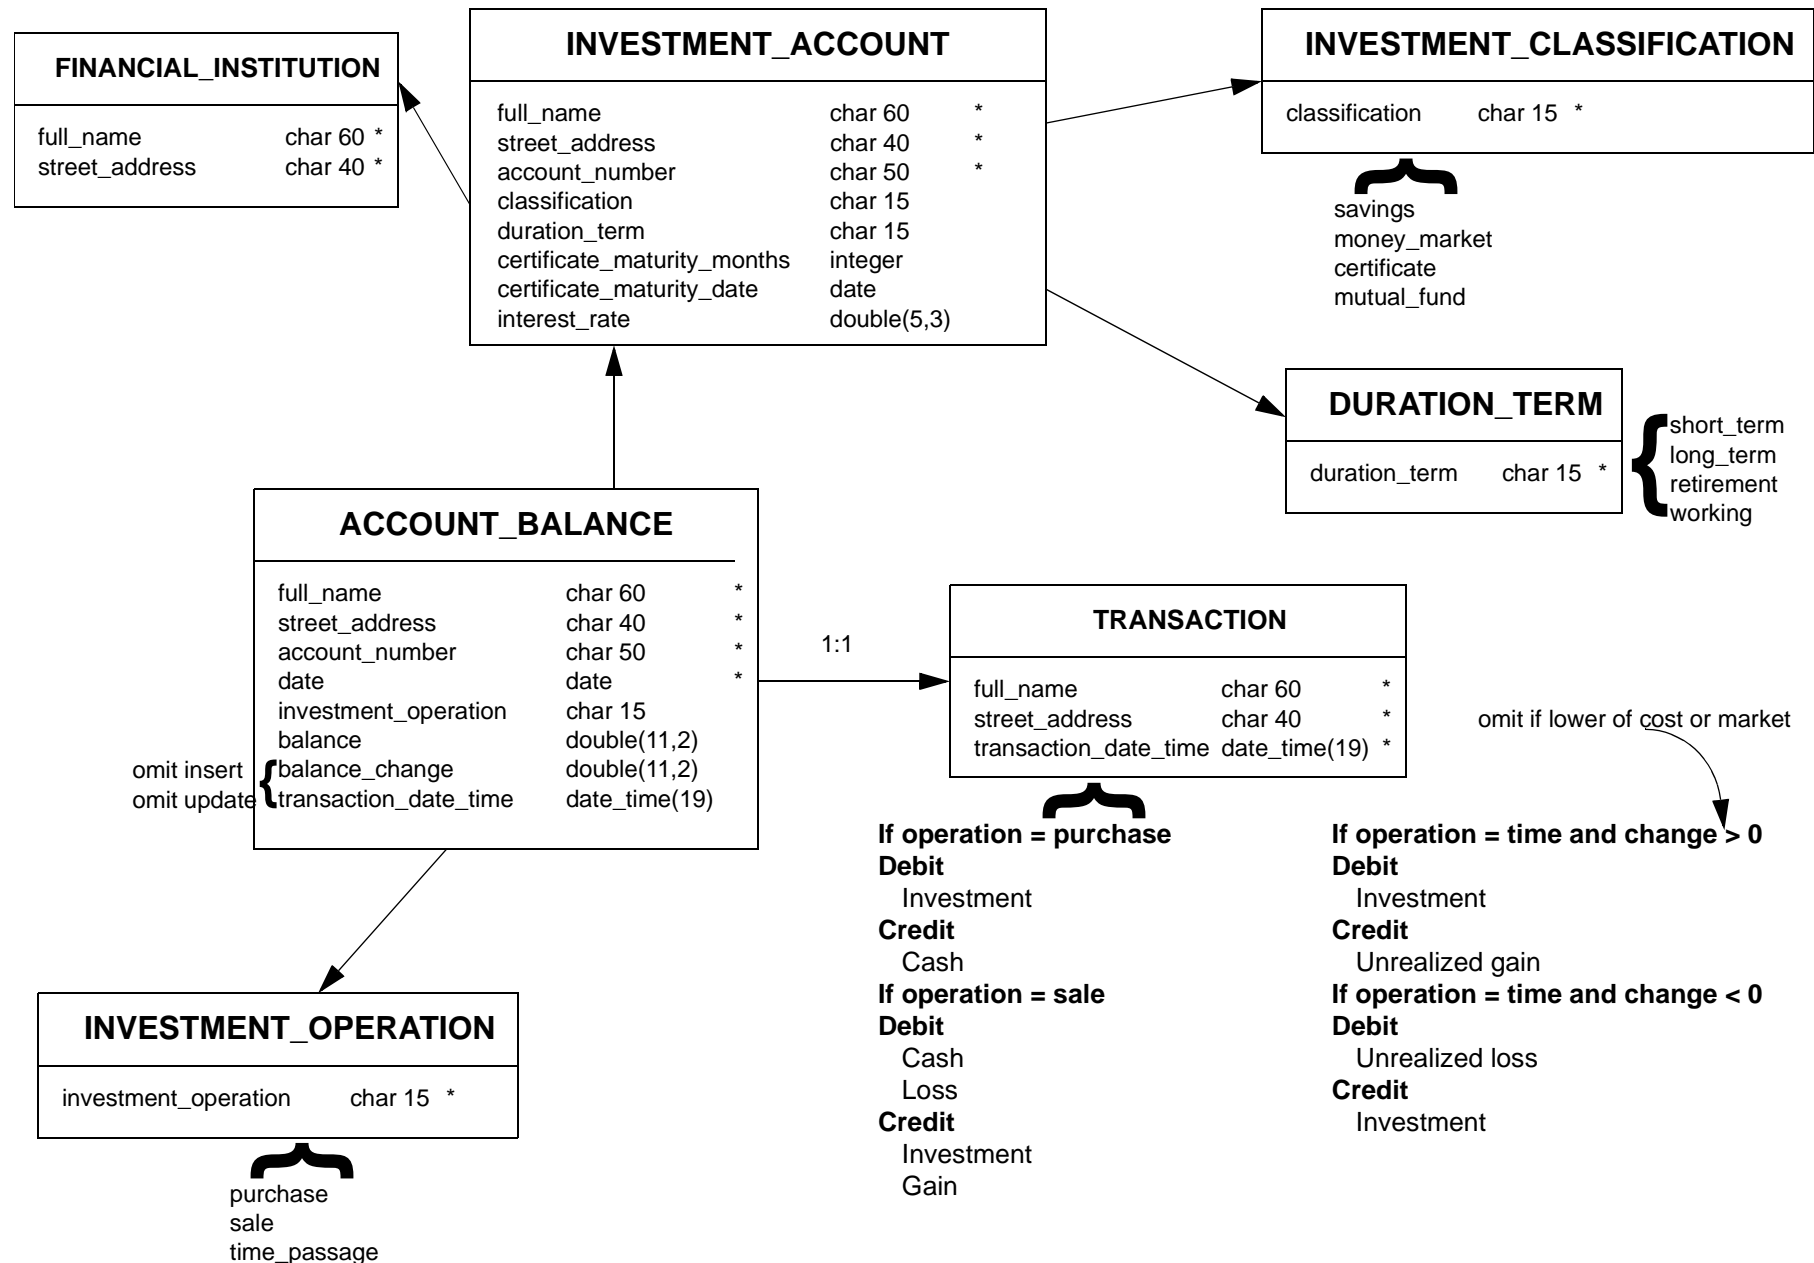 FINANCIAL_INSTITUTION
full_name char 60 *
street_address char 40 *
INVESTMENT_ACCOUNT
full_name char 60 *
street_address char 40 *
account_number char 50 *
classification char 15
duration_term char 15
certificate_maturity_months integer
certificate_maturity_date date
interest_rate double(5,3)
INVESTMENT_CLASSIFICATION
classification char 15 *
savings
money_market
certificate
mutual_fund
DURATION_TERM
duration_term char 15 *
short_term
long_term
retirement
working
ACCOUNT_BALANCE
full_name char 60 *
street_address char 40 *
account_number char 50 *
date date *
investment_operation char 15
balance double(11,2)
balance_change double(11,2)
transaction_date_time date_time(19)
omit insert
omit update
1:1
TRANSACTION
full_name char 60 *
street_address char 40 *
transaction_date_time date_time(19) *
If operation = purchase
Debit
Investment
Credit
Cash
If operation = sale
Debit
Cash
Loss
Credit
Investment
Gain
omit if lower of cost or market
If operation = time and change > 0
Debit
Investment
Credit
Unrealized gain
If operation = time and change < 0
Debit
Unrealized loss
Credit
Investment
INVESTMENT_OPERATION
investment_operation char 15 *
purchase
sale
time_passage